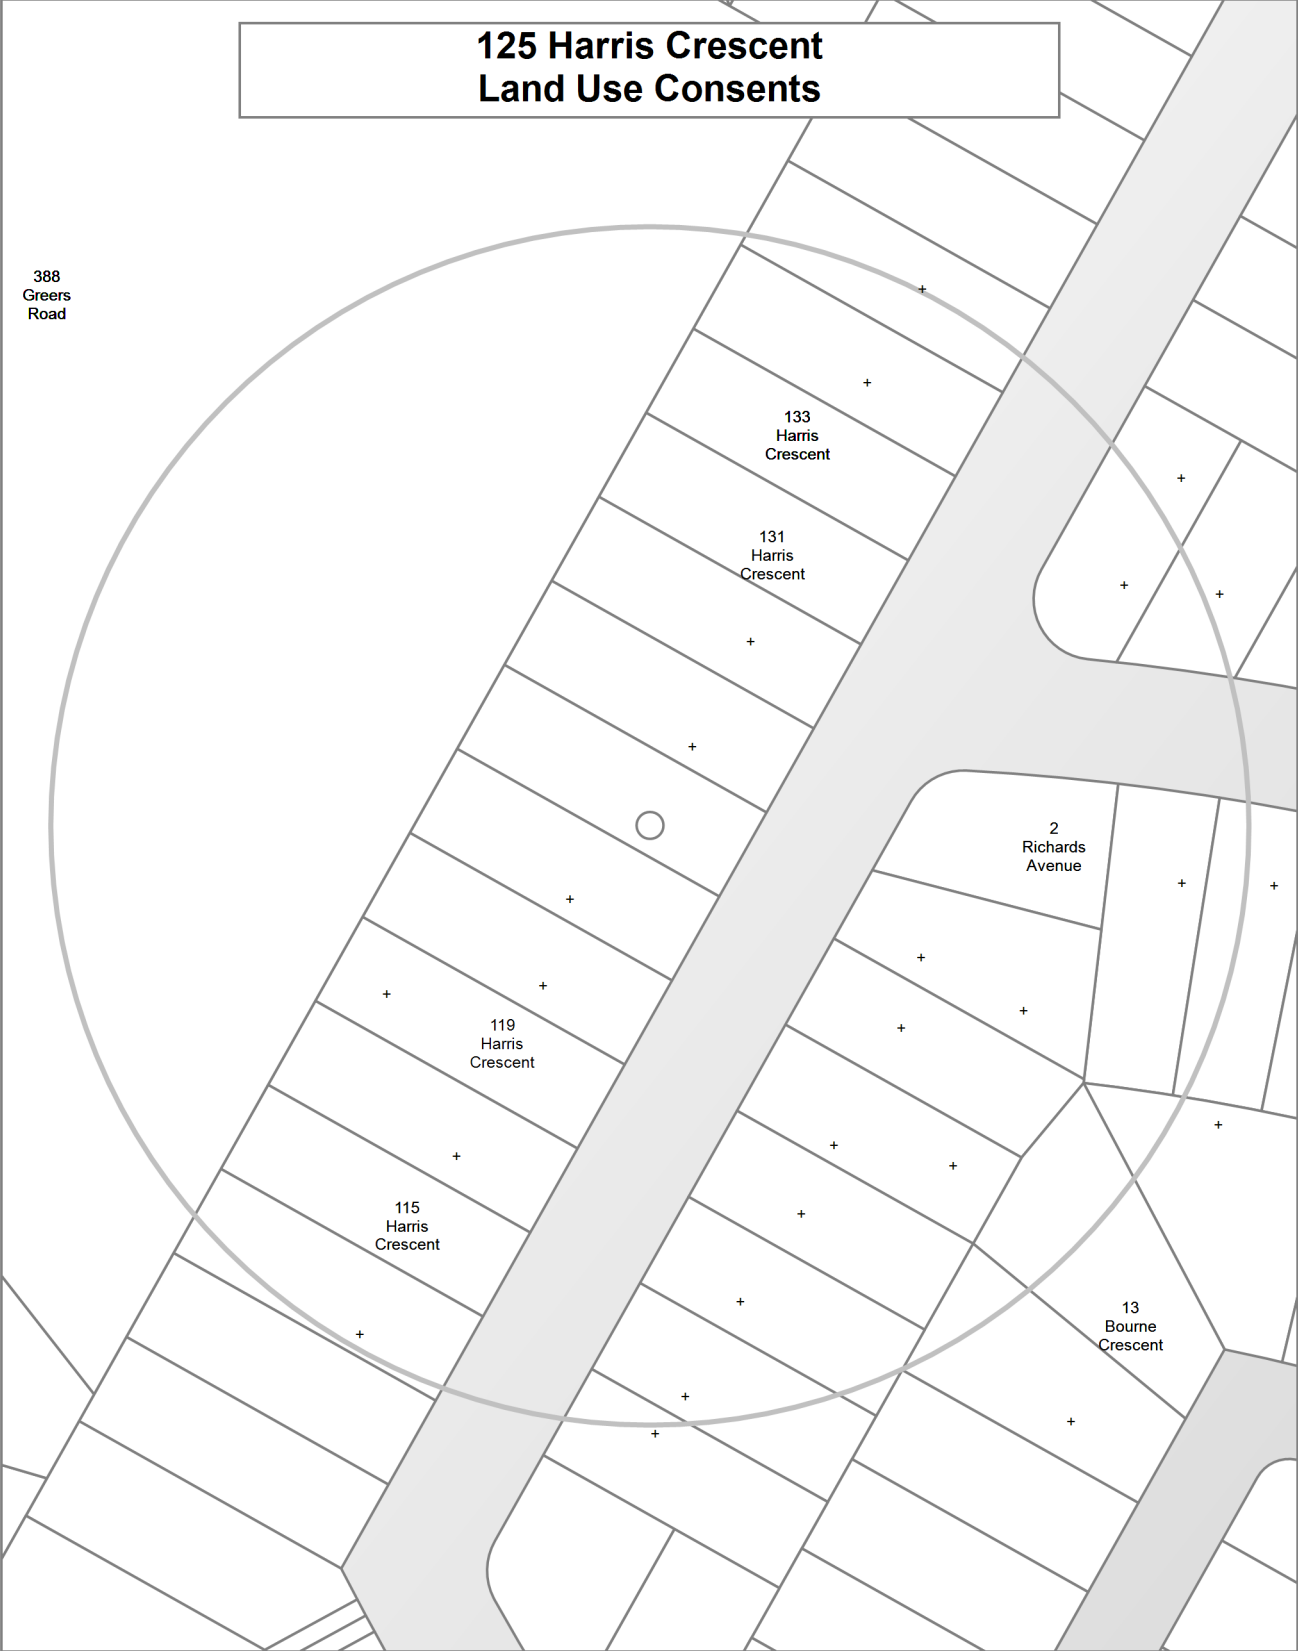 125 Harris Crescent
Land Use Consents
388
Greers
Road
133
Harris
Crescent
131
Harris
Crescent
2
Richards
Avenue
119
Harris
Crescent
115
Harris
Crescent
13
Bourne
Crescent